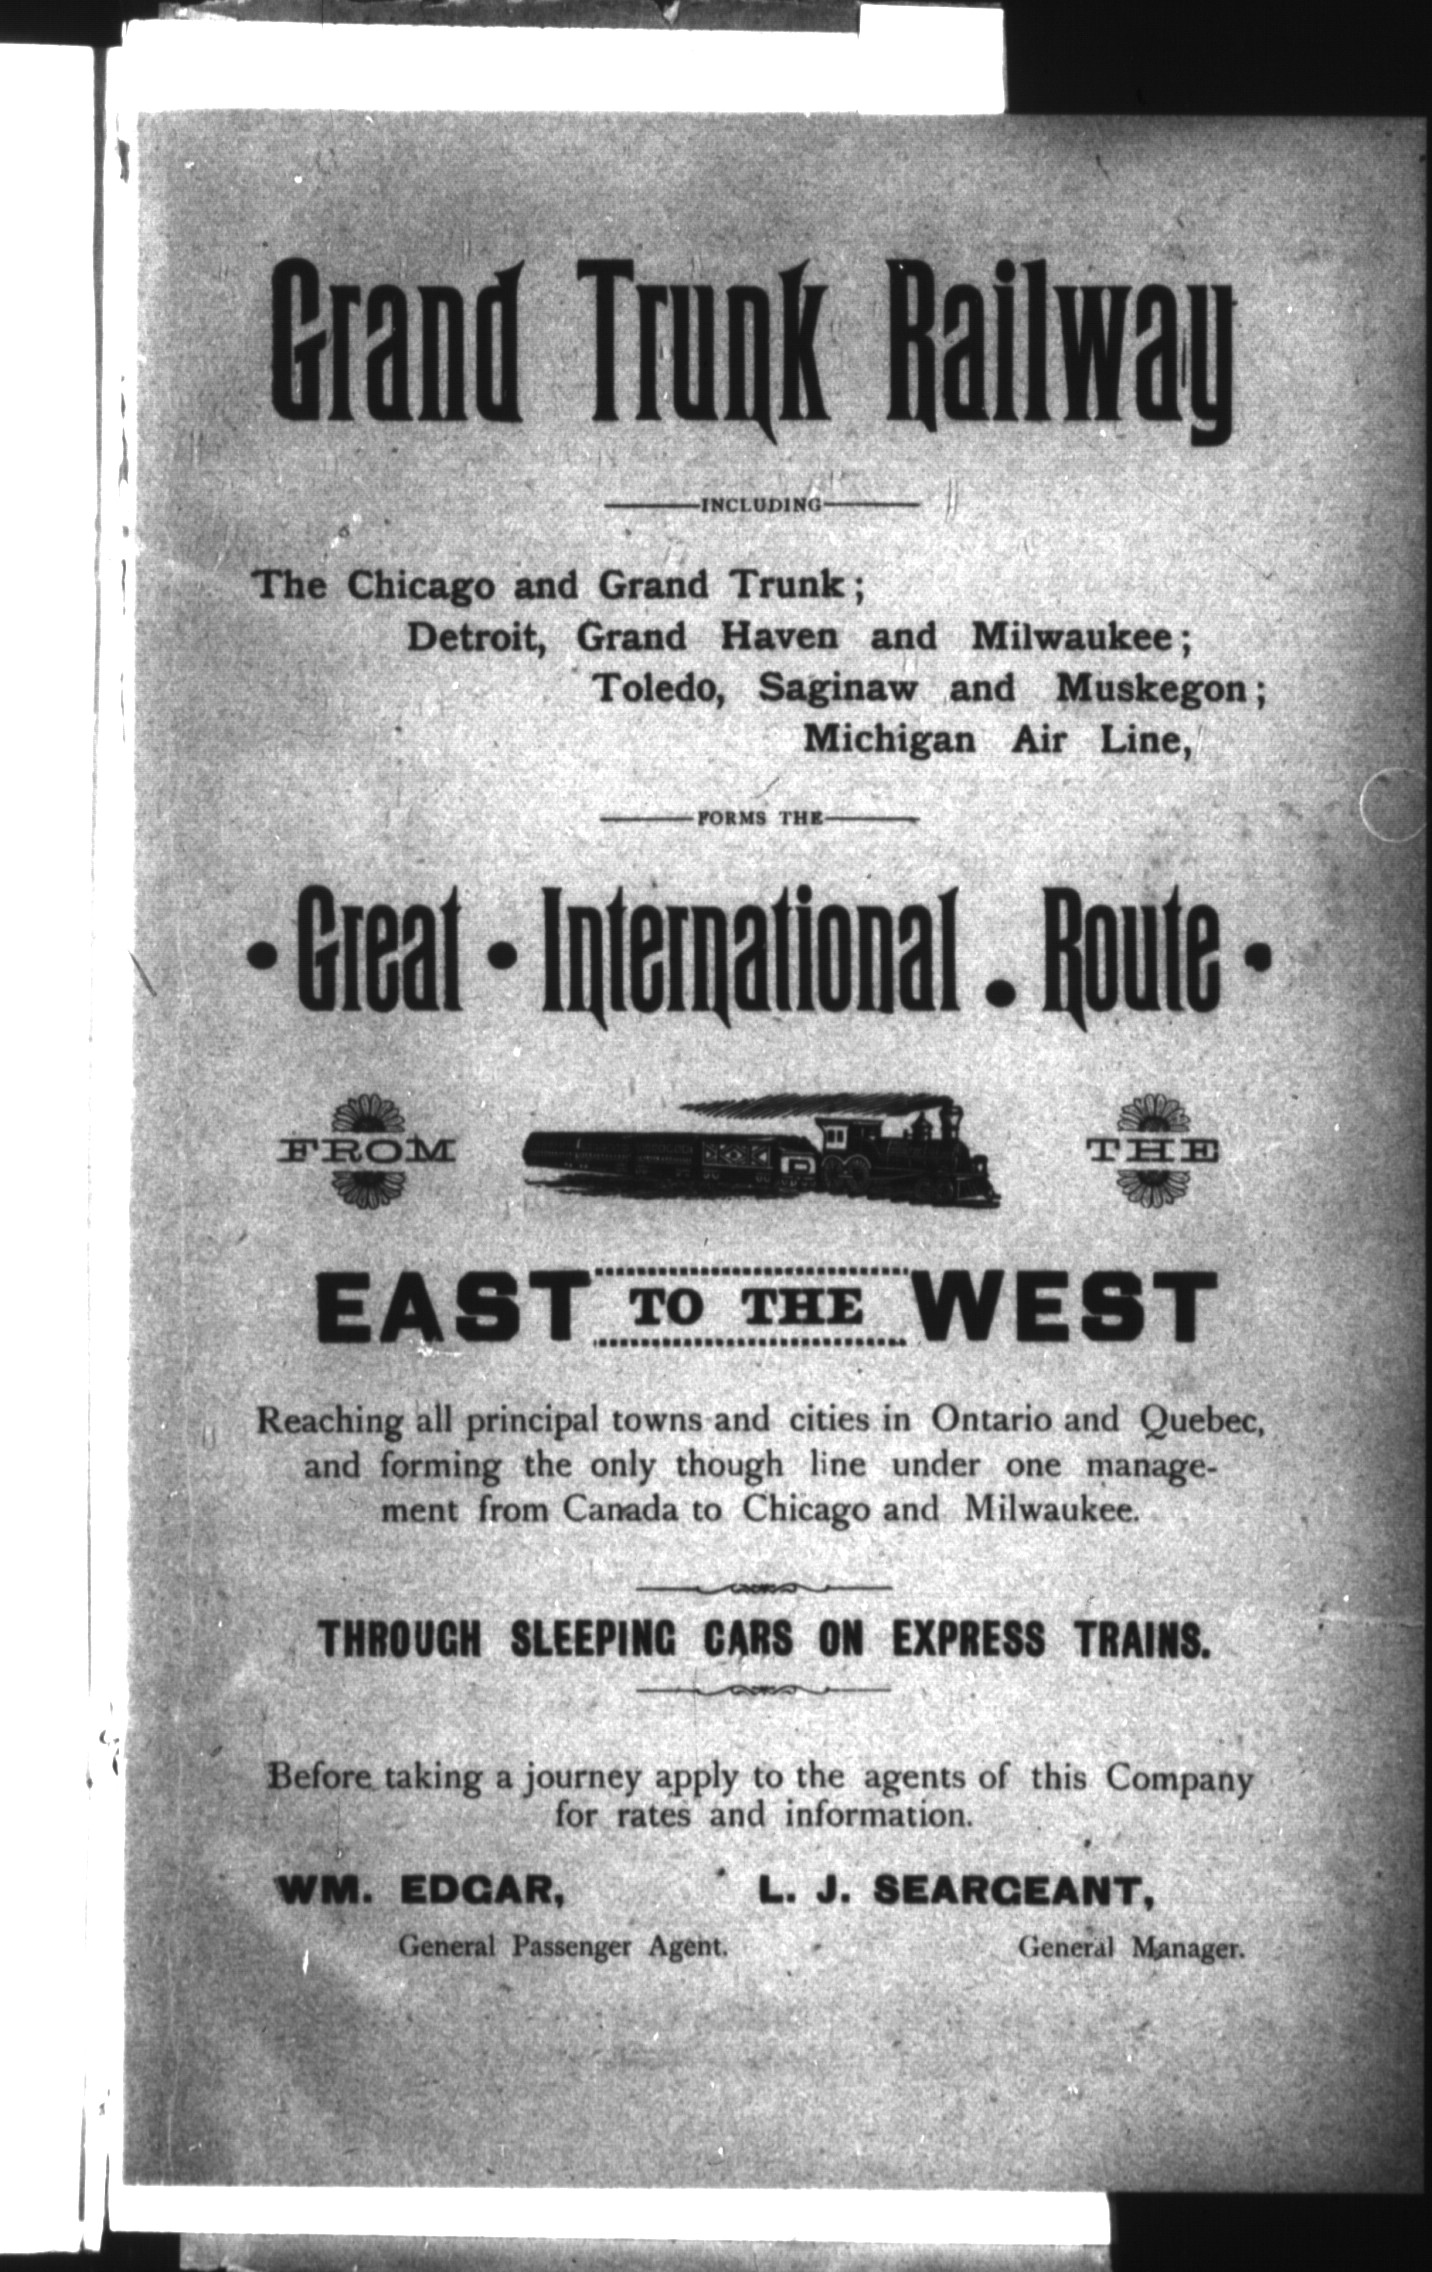 Grand Trunk Railway
INCLUDING
The Chicago and Grand Trunk;
Detroit, Grand Haven and Milwaukee;
Toledo, Saginaw and Muskegon;
Michigan Air Line,
FORMS THE
• Great • International • Route •
FROM THE
EAST TO THE WEST
Reaching all principal towns and cities in Ontario and Quebec,
and forming the only though line under one manage-
ment from Canada to Chicago and Milwaukee.
THROUGH SLEEPING CARS ON EXPRESS TRAINS.
Before taking a journey apply to the agents of this Company
for rates and information.
WM. EDGAR, L. J. SEARGEANT,
General Passenger Agent. General Manager.